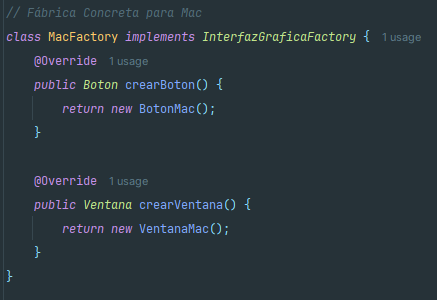 // Fábrica Concreta para Mac
class MacFactory implements InterfazGraficaFactory { 1 usage
@Override 1 usage
public Boton crearBoton() {
return new BotonMac();
}
@Override 1 usage
public Ventana crearVentana() {
return new VentanaMac();
}
}